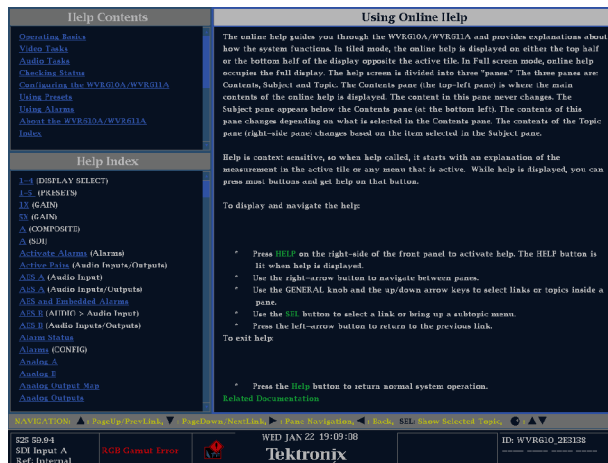 Help Contents
Operating Basics
Video Tasks
Audio Tasks
Checking Status
Configuring the WVR610A/WVR611A
Using Presets
Using Alarms
About the WVR610A/WVR611A
Index
Help Index
1-4 (DISPLAY SELECT)
1-5 (PRESETS)
1X (GAIN)
5X (GAIN)
A (COMPOSITE)
A (SDI)
Activate Alarms (Alarms)
Active Pairs (Audio Inputs/Outputs)
AES A (Audio Input)
AES A (Audio Inputs/Outputs)
AES and Embedded Alarms
AES B (AUDIO > Audio Input)
AES B (Audio Inputs/Outputs)
Alarm Status
Alarms (CONFIG)
Analog A
Analog B
Analog Output Map
Analog Outputs
Using Online Help
The online help guides you through the WVR610A/WVR611A and provides explanations about
how the system functions. In tiled mode, the online help is displayed on either the top half
or the bottom half of the display opposite the active tile. In Full screen mode, online help
occupies the full display. The help screen is divided into three "panes." The three panes are:
Contents, Subject and Topic. The Contents pane (the top-left pane) is where the main
contents of the online help is displayed. The content in this pane never changes. The
Subject pane appears below the Contents pane (at the bottom left). The contents of this
pane changes depending on what is selected in the Contents pane. The contents of the Topic
pane (right-side pane) changes based on the item selected in the Subject pane.
Help is context sensitive, so when help called, it starts with an explanation of the
measurement in the active tile or any menu that is active. While help is displayed, you can
press most buttons and get help on that button.
To display and navigate the help:
" Press HELP on the right-side of the front panel to activate help. The HELP button is
lit when help is displayed.
" Use the right-arrow button to navigate between panes.
" Use the GENERAL knob and the up/down arrow keys to select links or topics inside a
pane.
" Use the SEL button to select a link or bring up a subtopic menu.
" Press the left-arrow button to return to the previous link.
To exit help:
" Press the Help button to return normal system operation.
Related Documentation
NAVIGATION: ▲: PageUp/PrevLink, ▼: PageDown/NextLink, ►: Pane Navigation, ◄: Back, SEL: Show Selected Topic, : ▲▼
525 59.94
SDI Input A
Ref: Internal
RGB Gamut Error
WED JAN 22 19:09:08
Tektronix
ID: WVR610_2E3138
---- ---- ---- ----